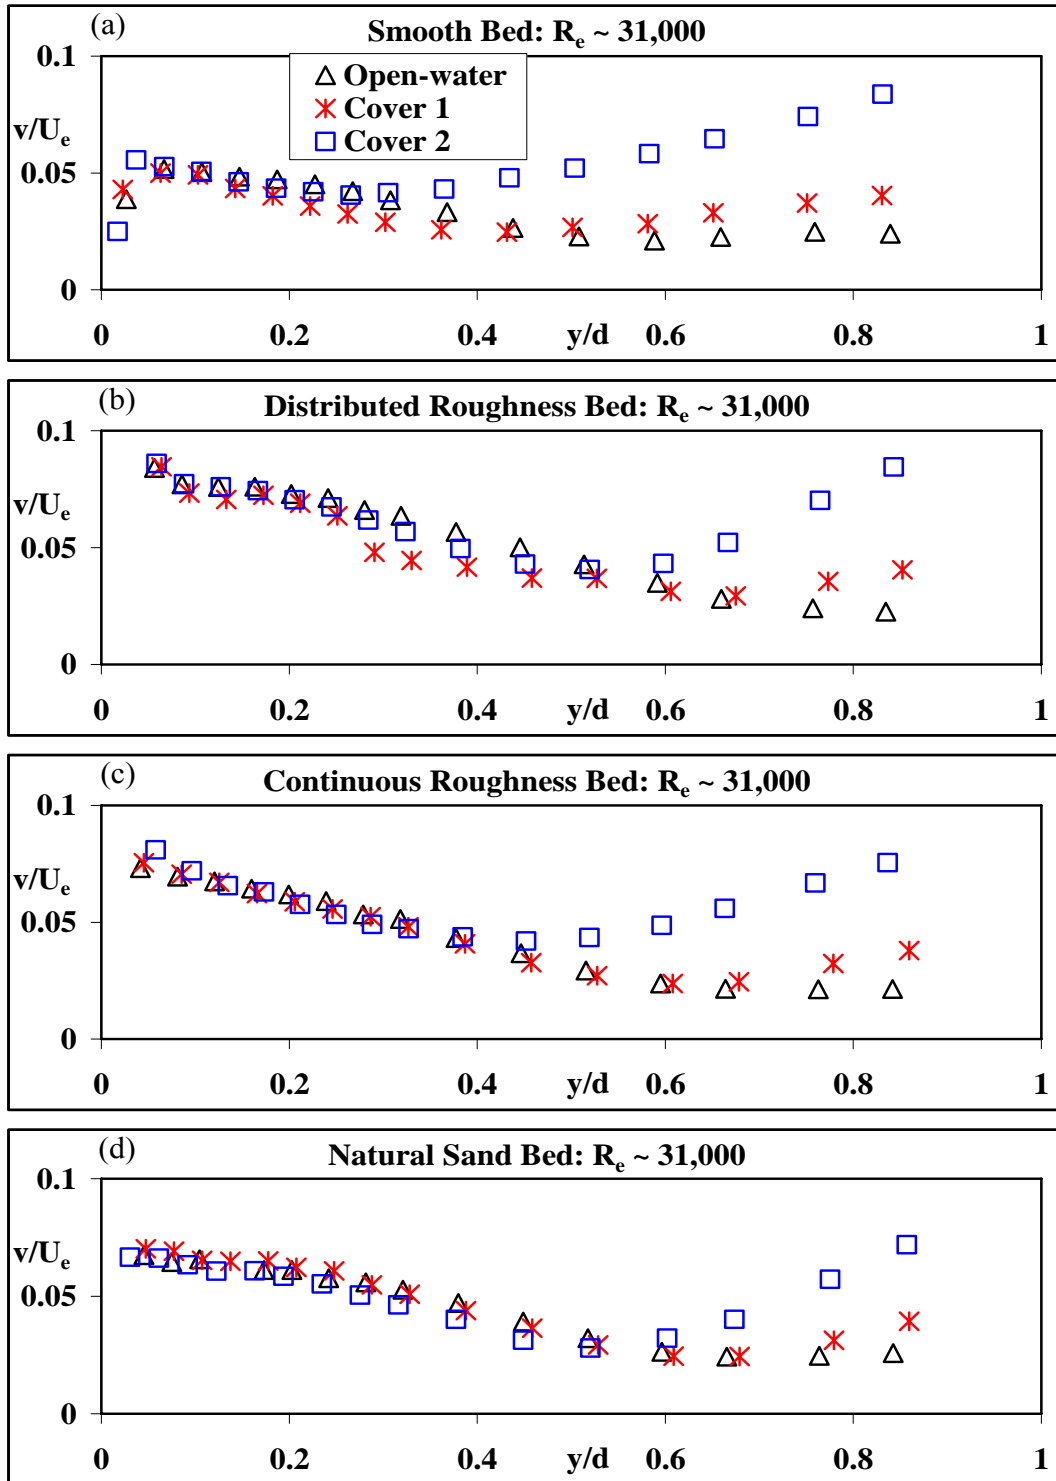 (a) Smooth Bed: Re ~ 31,000
0.1
Open-water
Cover 1
Cover 2
v/Ue
0.05
0
0 0.2 0.4 y/d 0.6 0.8 1
(b) Distributed Roughness Bed: Re ~ 31,000
0.1
v/Ue
0.05
0
0 0.2 0.4 y/d 0.6 0.8 1
(c) Continuous Roughness Bed: Re ~ 31,000
0.1
v/Ue
0.05
0
0 0.2 0.4 y/d 0.6 0.8 1
(d) Natural Sand Bed: Re ~ 31,000
0.1
v/Ue
0.05
0
0 0.2 0.4 y/d 0.6 0.8 1